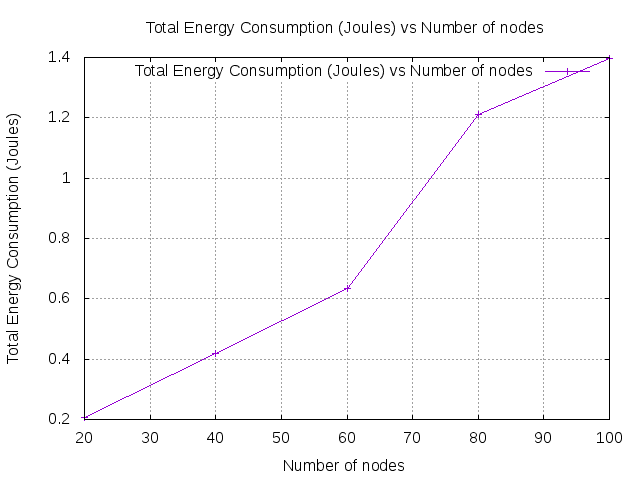 Total Energy Consumption (Joules) vs Number of nodes
Total Energy Consumption (Joules) vs Number of nodes
Total Energy Consumption (Joules)
1.4
1.2
1
0.8
0.6
0.4
0.2
20 30 40 50 60 70 80 90 100
Number of nodes